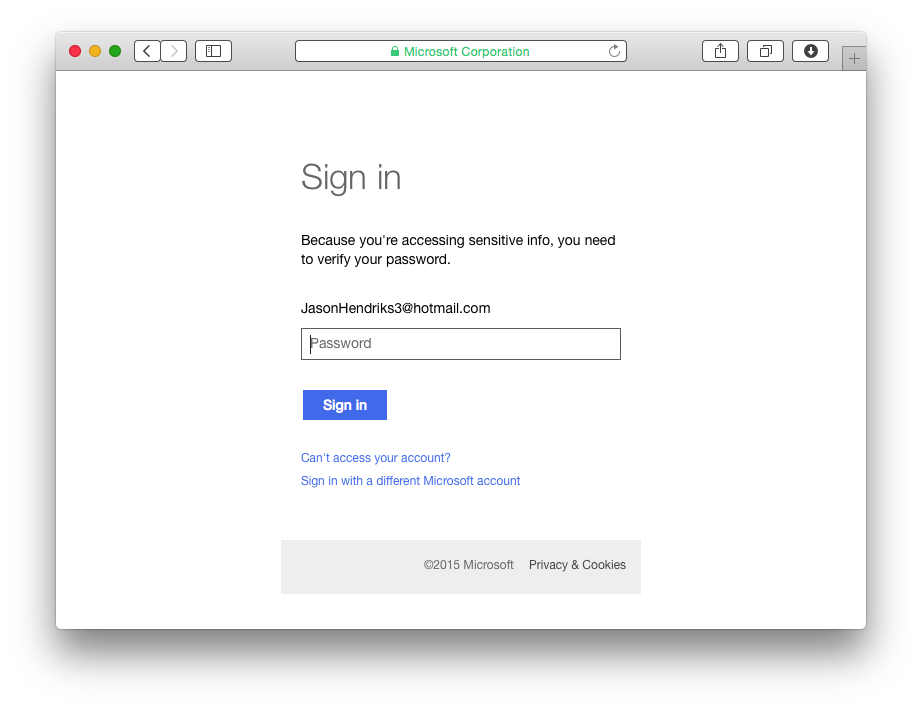 Microsoft Corporation
Sign in
Because you're accessing sensitive info, you need
to verify your password.
JasonHendriks3@hotmail.com
Password
Sign in
Can't access your account?
Sign in with a different Microsoft account
©2015 Microsoft Privacy & Cookies